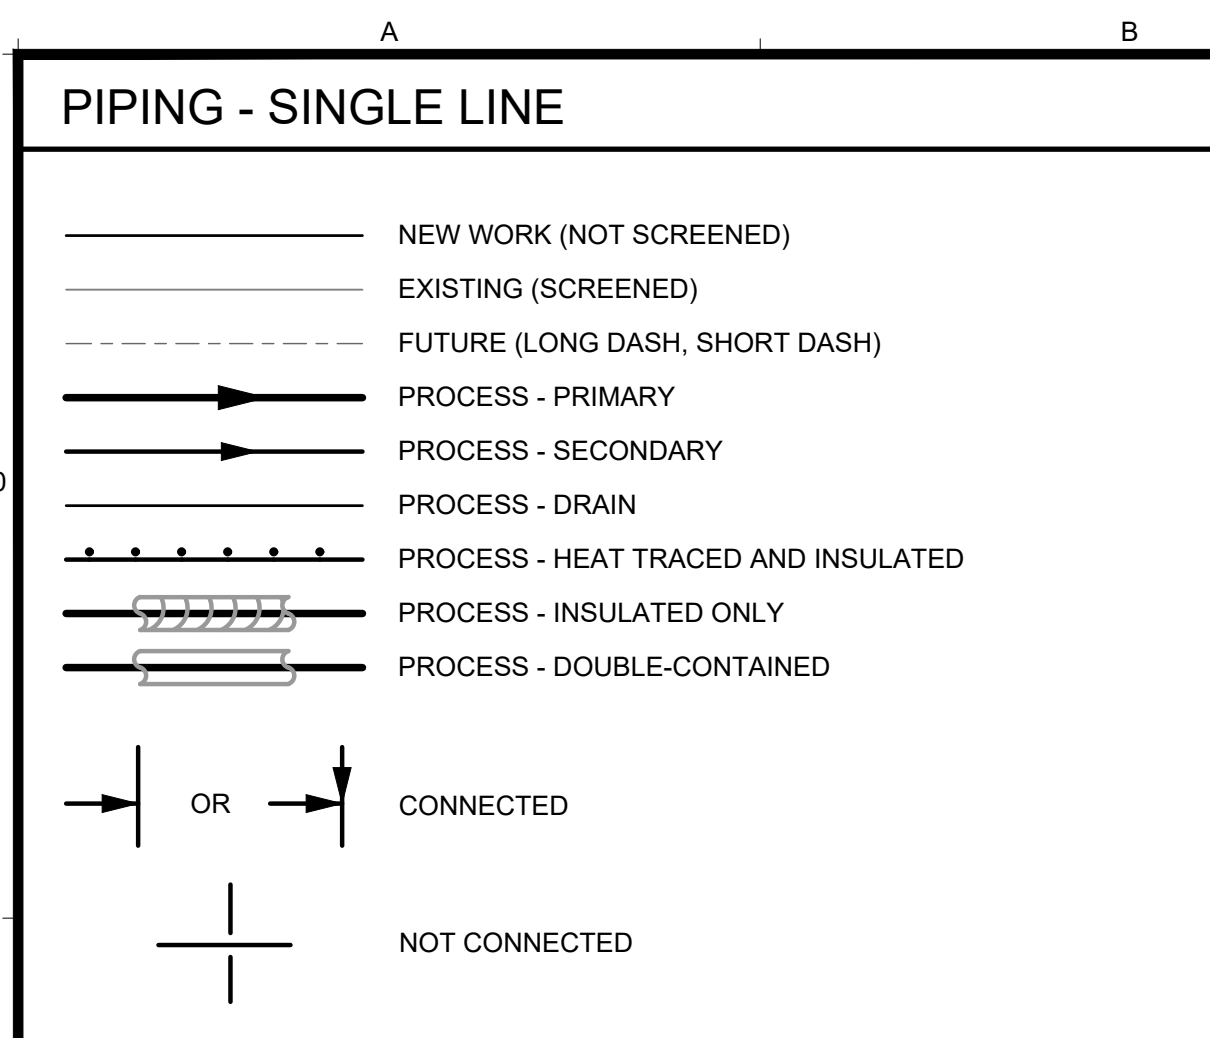 A
B
PIPING - SINGLE LINE
NEW WORK (NOT SCREENED)
EXISTING (SCREENED)
FUTURE (LONG DASH, SHORT DASH)
PROCESS - PRIMARY
PROCESS - SECONDARY
PROCESS - DRAIN
PROCESS - HEAT TRACED AND INSULATED
PROCESS - INSULATED ONLY
PROCESS - DOUBLE-CONTAINED
OR
CONNECTED
NOT CONNECTED